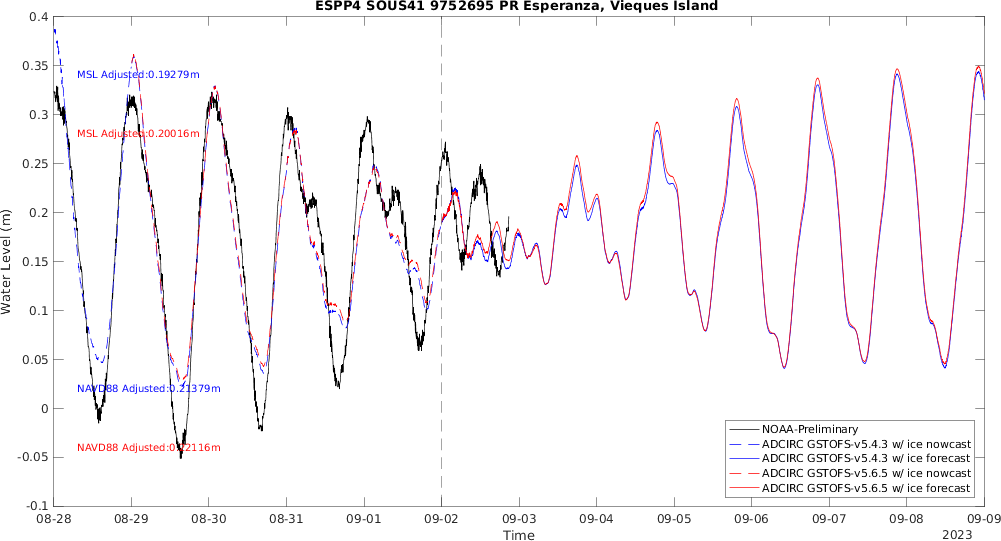 ESPP4 SOUS41 9752695 PR Esperanza, Vieques Island
0.4
0.35
0.3
0.25
0.2
0.15
0.1
0.05
0
-0.05
-0.1
Water Level (m)
MSL Adjusted:0.19279m
MSL Adjusted:0.20016m
NAVD88 Adjusted:0.21379m
NAVD88 Adjusted:0.22116m
NOAA-Preliminary
ADCIRC GSTOFS-v5.4.3 w/ ice nowcast
ADCIRC GSTOFS-v5.4.3 w/ ice forecast
ADCIRC GSTOFS-v5.6.5 w/ ice nowcast
ADCIRC GSTOFS-v5.6.5 w/ ice forecast
08-28 08-29 08-30 08-31 09-01 09-02 09-03 09-04 09-05 09-06 09-07 09-08 09-09
Time
2023